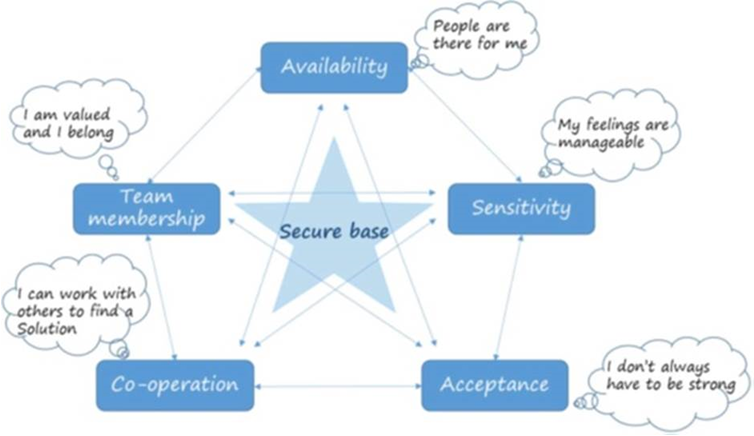 People are
there for me
Availability
I am valued
and I belong
My feelings are
manageable
Team
membership
Sensitivity
Secure base
I can work with
others to find a
Solution
Co-operation
Acceptance
I don't always
have to be strong